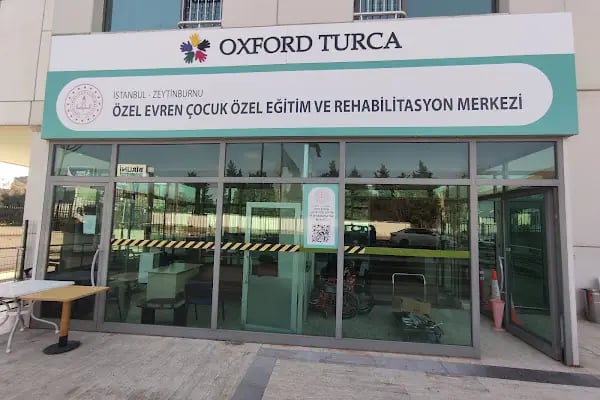 OXFORD TURCA
İSTANBUL - ZEYTİNBURNU
ÖZEL EVREN ÇOCUK ÖZEL EĞİTİM VE REHABİLİTASYON MERKEZİ